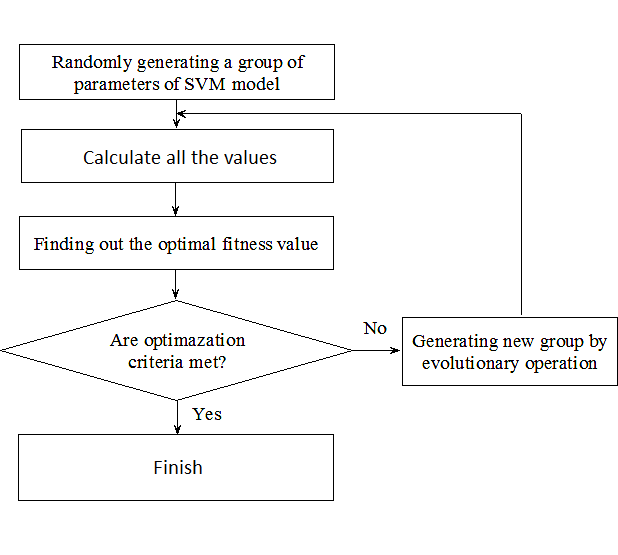 Randomly generating a group of
parameters of SVM model
Calculate all the values
Finding out the optimal fitness value
Are optimazation
criteria met?
No
Generating new group by
evolutionary operation
Yes
Finish